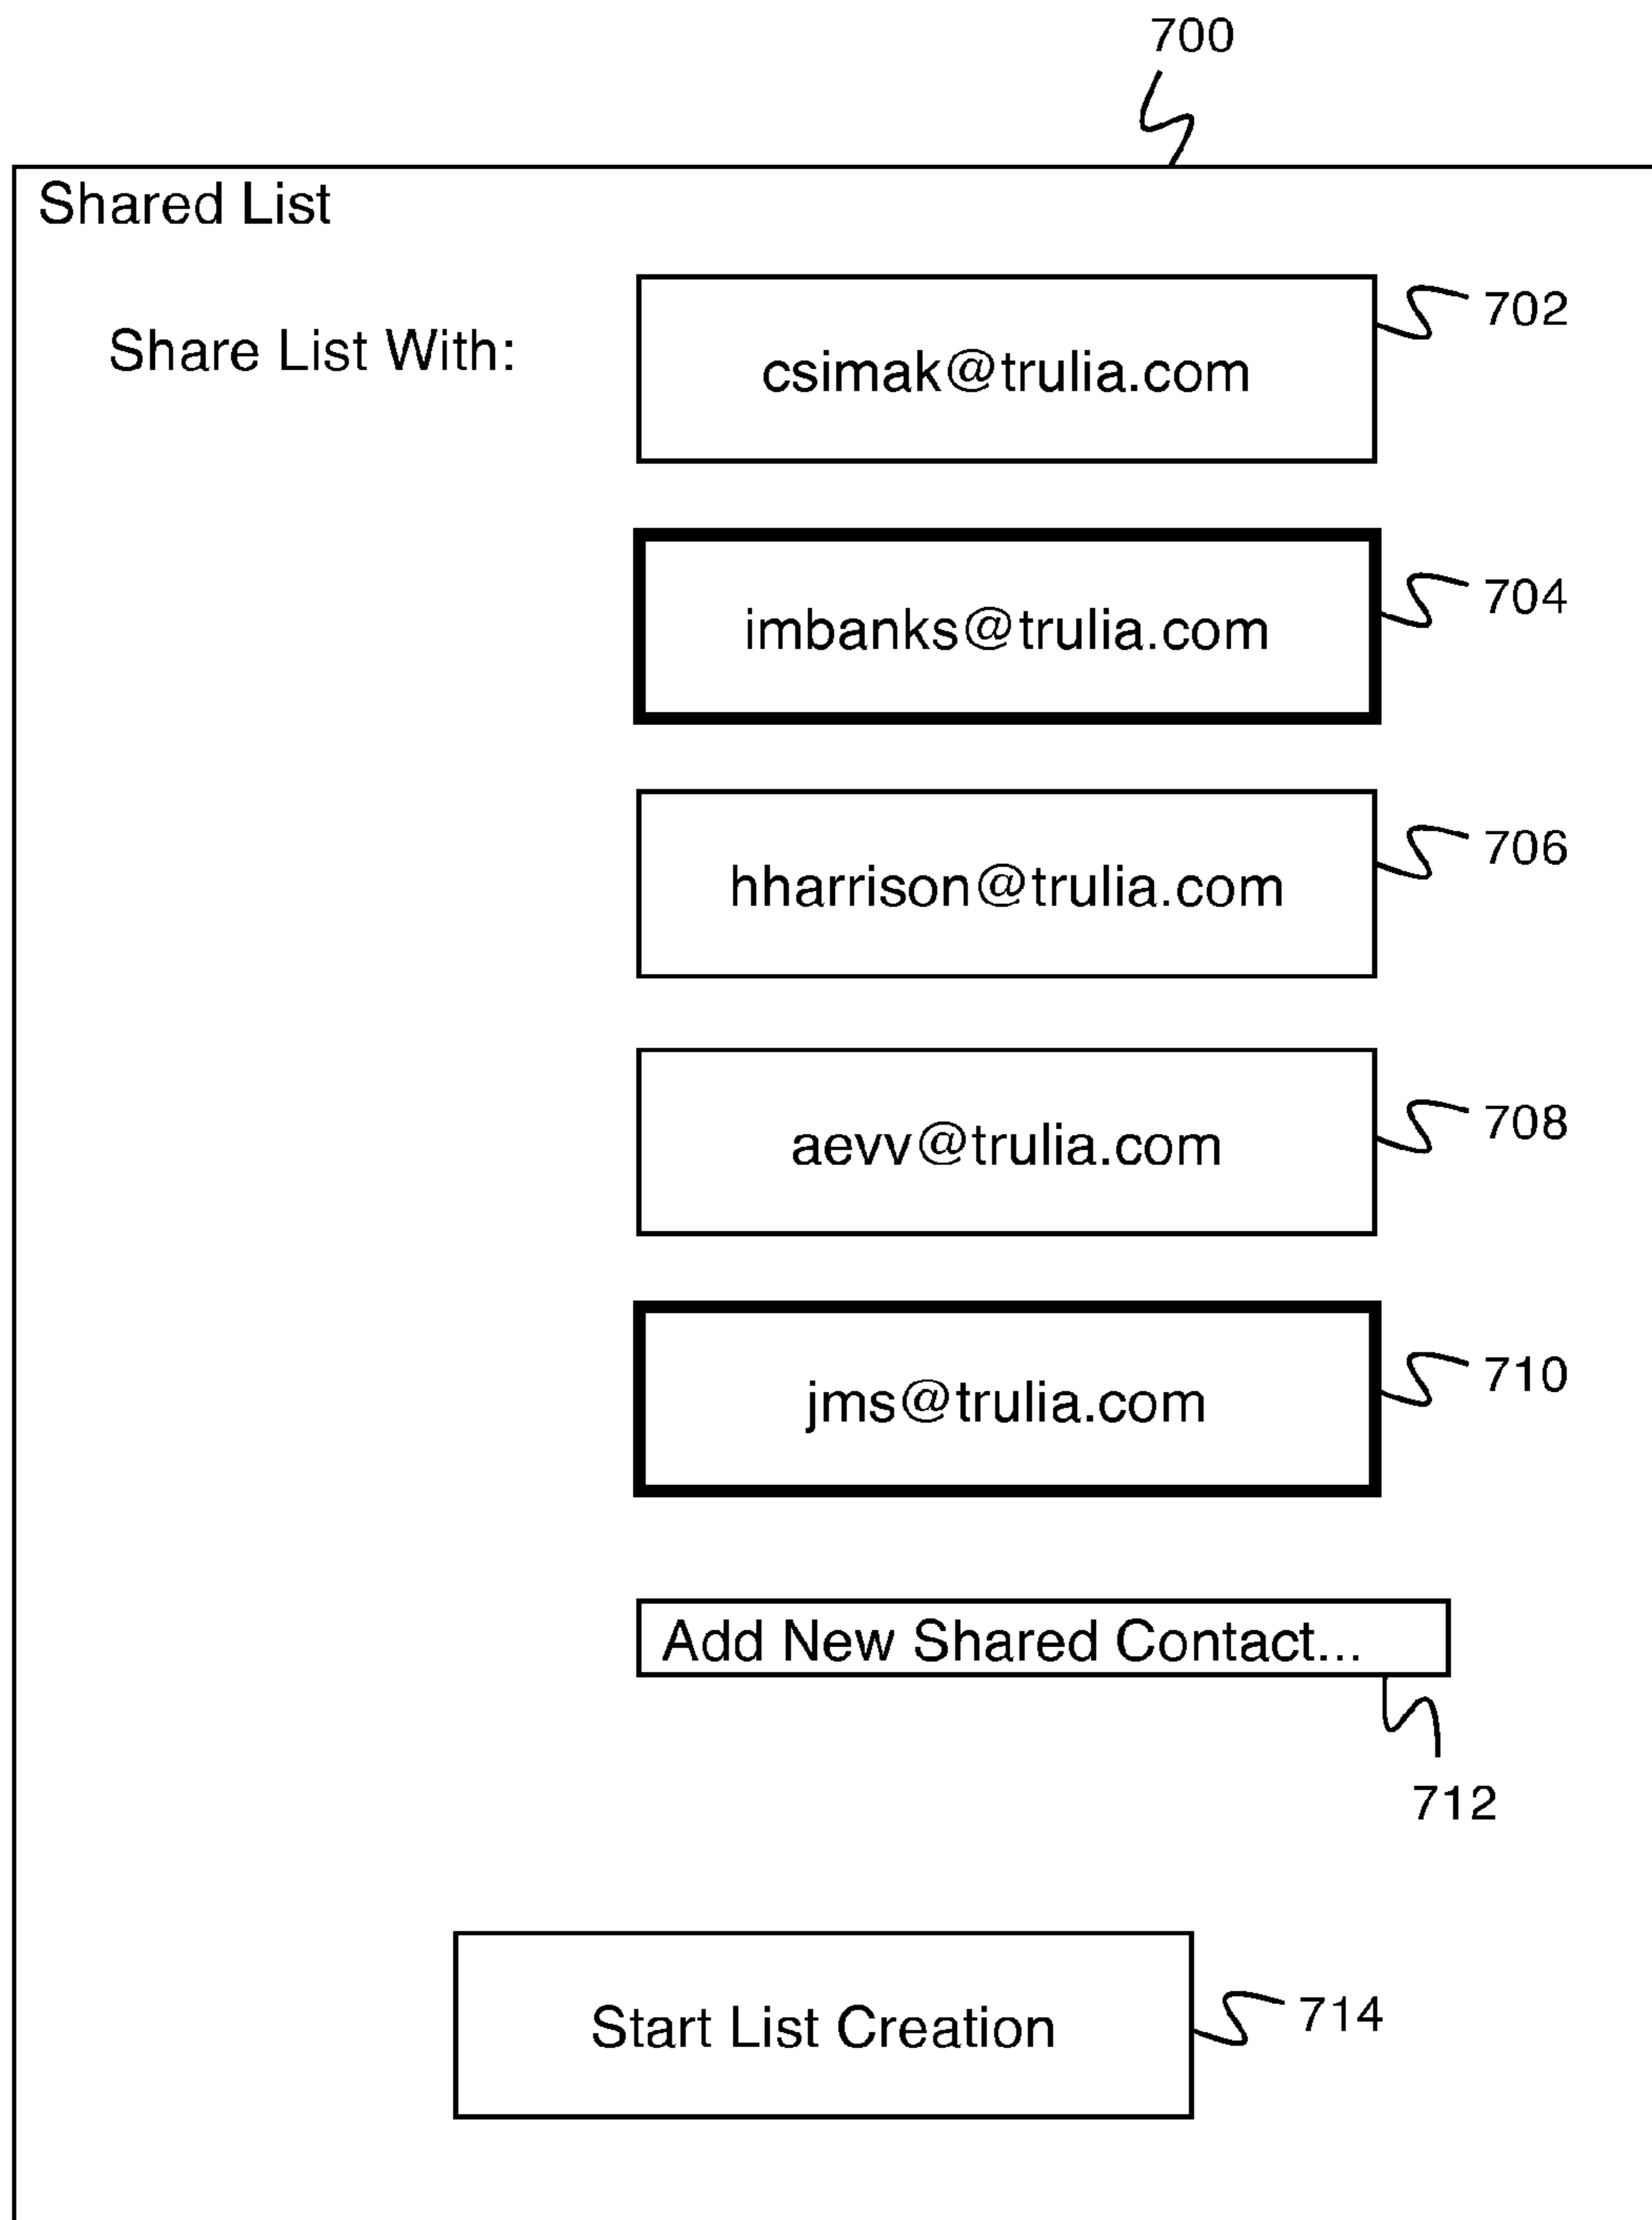 700
Shared List
702
Share List With:
csimak@trulia.com
704
imbanks@trulia.com
706
hharrison@trulia.com
708
aevv@trulia.com
710
jms@trulia.com
Add New Shared Contact...
712
714
Start List Creation